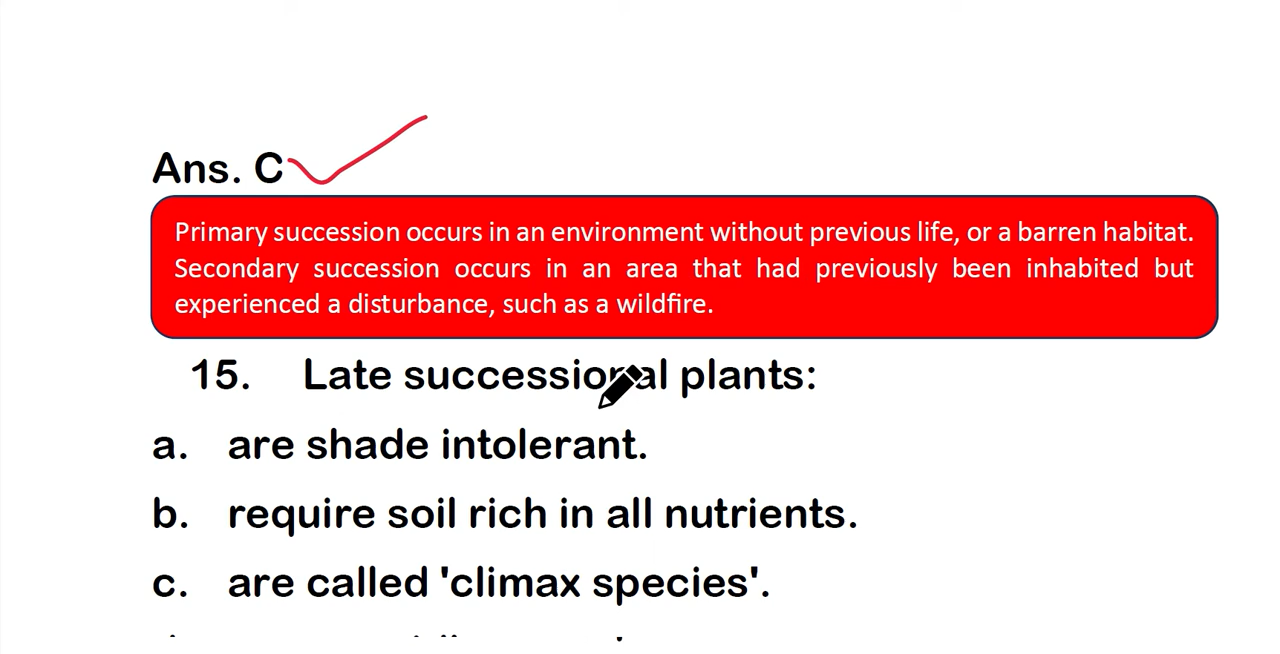 Ans. C
Primary succession occurs in an environment without previous life, or a barren habitat.
Secondary succession occurs in an area that had previously been inhabited but
experienced a disturbance, such as a wildfire.
15. Late successional plants:
a. are shade intolerant.
b. require soil rich in all nutrients.
c. are called 'climax species'.